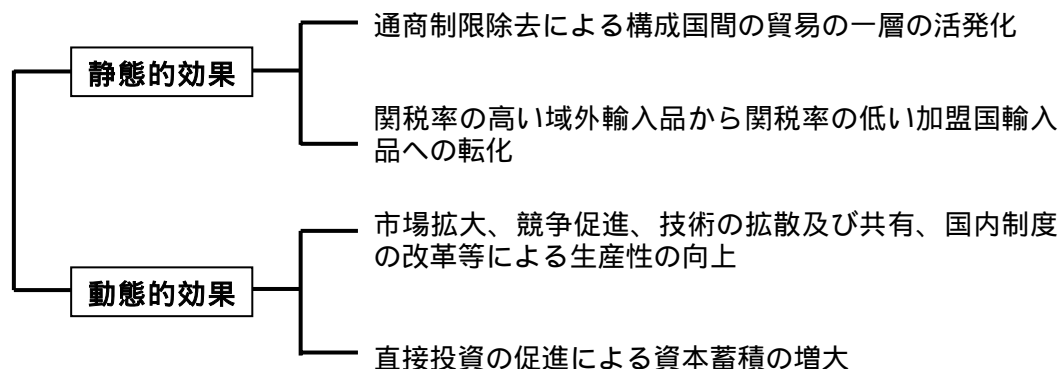 静態的効果
通商制限除去による構成国間の貿易の一層の活発化
関税率の高い域外輸入品から関税率の低い加盟国輸入
品への転化
動態的効果
市場拡大、競争促進、技術の拡散及び共有、国内制度
の改革等による生産性の向上
直接投資の促進による資本蓄積の増大